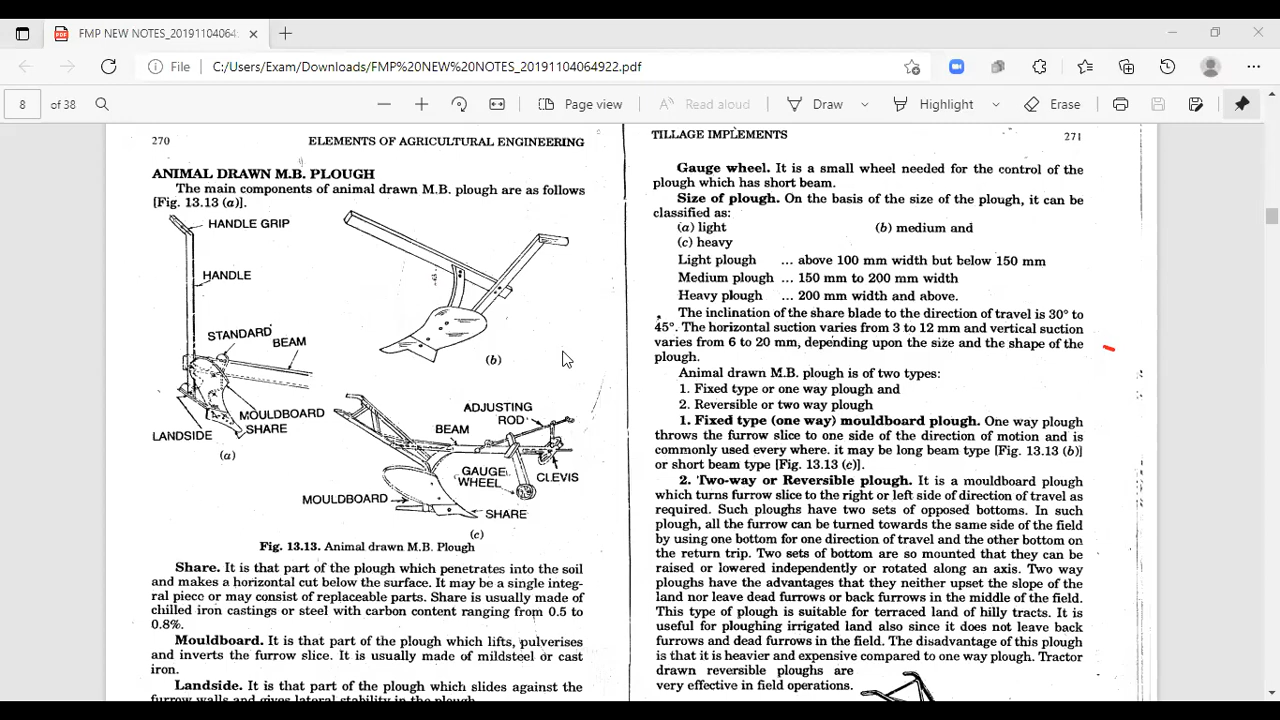 FMP NEW NOTES_20191104064
File
C:/Users/Exam/Downloads/FMP%20NEW%20NOTES_20191104064922.pdf
8 of 38
Page view
Read aloud
Draw
Highlight
Erase
270 ELEMENTS OF AGRICULTURAL ENGINEERING
ANIMAL DRAWN M.B. PLOUGH
The main components of animal drawn M.B. plough are as follows
[Fig. 13.13 (a)].
HANDLE GRIP
HANDLE
STANDARD
BEAM
MOULDBOARD
SHARE
LANDSIDE
(a)
(b)
ADJUSTING
ROD
BEAM
GAUGE
WHEEL
CLEVIS
MOULDBOARD
SHARE
(c)
Fig. 13.13. Animal drawn M.B. Plough
Share. It is that part of the plough which penetrates into the soil
and makes a horizontal cut below the surface. It may be a single integ-
ral piece or may consist of replaceable parts. Share is usually made of
chilled iron castings or steel with carbon content ranging from 0.5 to
0.8%.
Mouldboard. It is that part of the plough which lifts, pulverises
and inverts the furrow slice. It is usually made of mildsteel or cast
iron.
Landside. It is that part of the plough which slides against the
furrow walls and gives lateral stability in the plough.
TILLAGE IMPLEMENTS 271
Gauge wheel. It is a small wheel needed for the control of the
plough which has short beam.
Size of plough. On the basis of the size of the plough, it can be
classified as:
(a) light (b) medium and
(c) heavy
Light plough ... above 100 mm width but below 150 mm
Medium plough ... 150 mm to 200 mm width
Heavy plough ... 200 mm width and above.
The inclination of the share blade to the direction of travel is 30° to
45°. The horizontal suction varies from 3 to 12 mm and vertical suction
varies from 6 to 20 mm, depending upon the size and the shape of the
plough.
Animal drawn M.B. plough is of two types:
1. Fixed type or one way plough and
2. Reversible or two way plough
1. Fixed type (one way) mouldboard plough. One way plough
throws the furrow slice to one side of the direction of motion and is
commonly used every where. it may be long beam type [Fig. 13.13 (b)]
or short beam type [Fig. 13.13 (c)].
2. Two-way or Reversible plough. It is a mouldboard plough
which turns furrow slice to the right or left side of direction of travel as
required. Such ploughs have two sets of opposed bottoms. In such
plough, all the furrow can be turned towards the same side of the field
by using one bottom for one direction of travel and the other bottom on
the return trip. Two sets of bottom are so mounted that they can be
raised or lowered independently or rotated along an axis. Two way
ploughs have the advantages that they neither upset the slope of the
land nor leave dead furrows or back furrows in the middle of the field.
This type of plough is suitable for terraced land of hilly tracts. It is
useful for ploughing irrigated land also since it does not leave back
furrows and dead furrows in the field. The disadvantage of this plough
is that it is heavier and expensive compared to one way plough. Tractor
drawn reversible ploughs are
very effective in field operations.